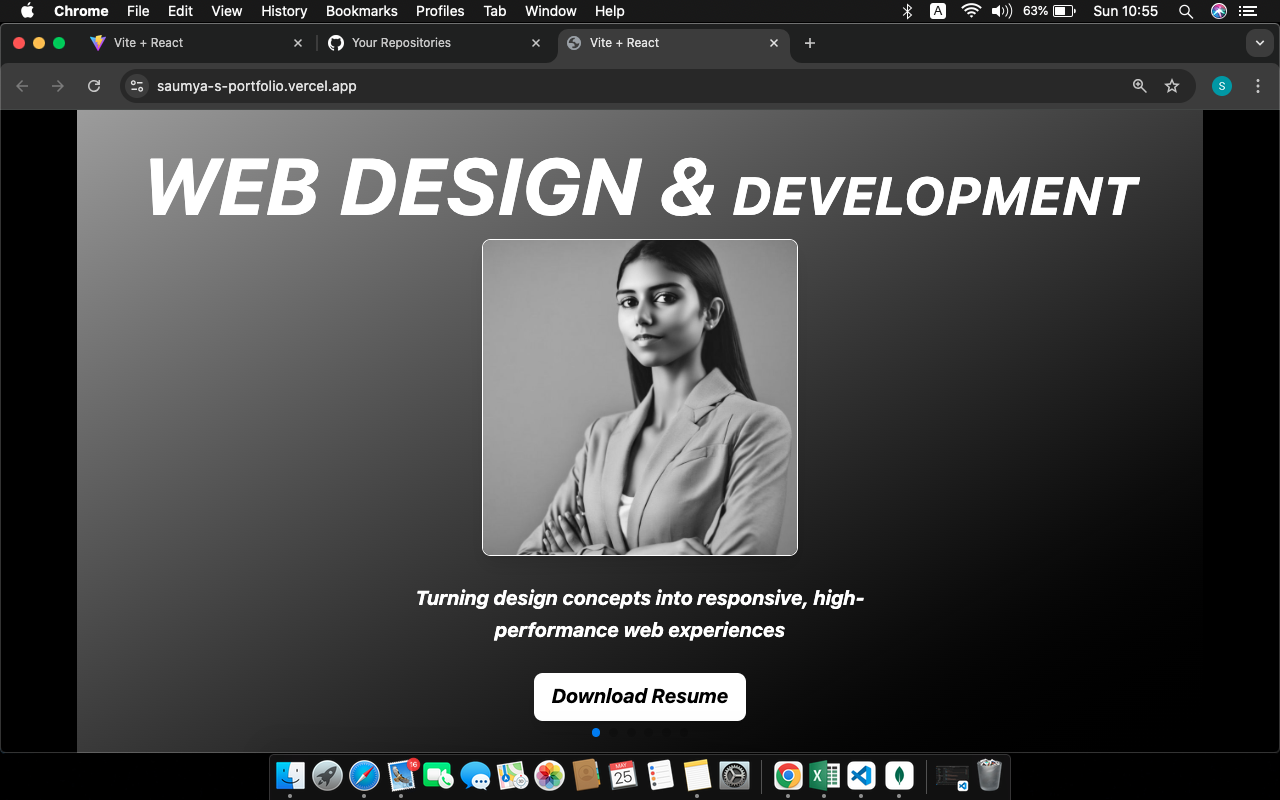 Chrome File Edit View History Bookmarks Profiles Tab Window Help A 63% Sun 10:55
Vite + React Your Repositories Vite + React
saumya-s-portfolio.vercel.app S
WEB DESIGN & DEVELOPMENT
Turning design concepts into responsive, high-
performance web experiences
Download Resume
16 MAY 25